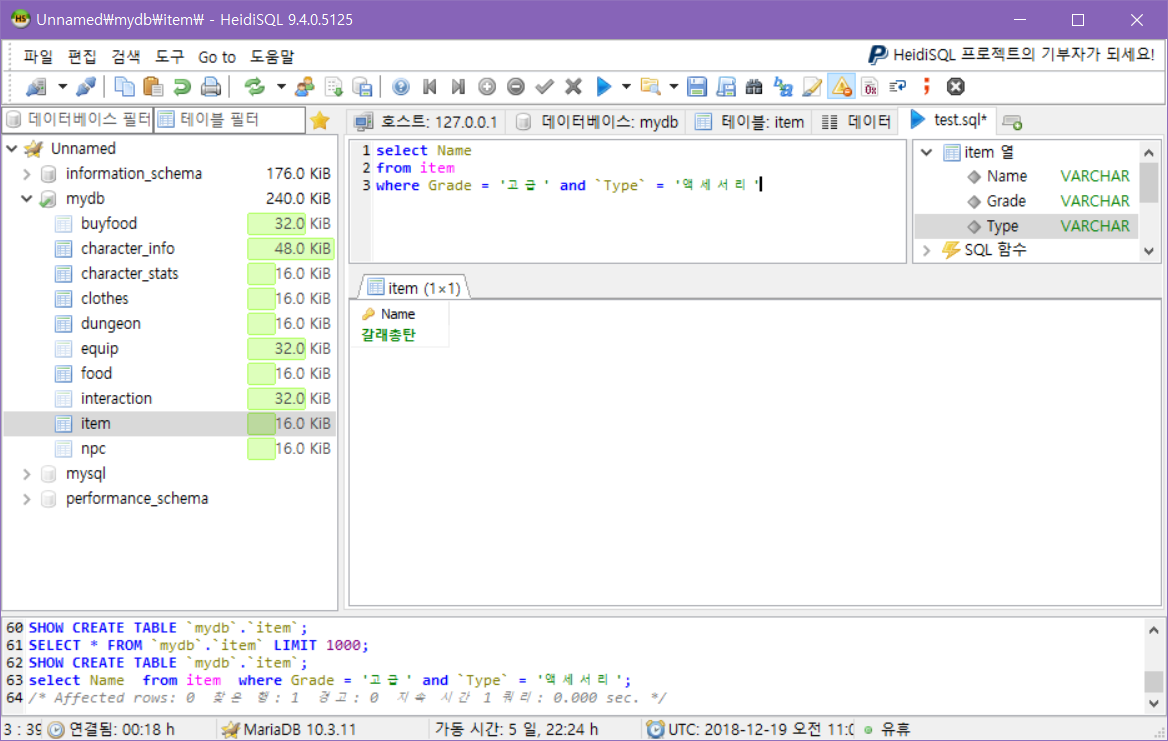 Unnamed₩mydb₩item₩ - HeidiSQL 9.4.0.5125
파일 편집 검색 도구 Go to 도움말
HeidiSQL 프로젝트의 기부자가 되세요!
데이터베이스 필터 테이블 필터
호스트: 127.0.0.1 데이터베이스: mydb 테이블: item 데이터 test.sql*
Unnamed
information_schema 176.0 KiB
mydb 240.0 KiB
buyfood 32.0 KiB
character_info 48.0 KiB
character_stats 16.0 KiB
clothes 16.0 KiB
dungeon 16.0 KiB
equip 32.0 KiB
food 16.0 KiB
interaction 32.0 KiB
item 16.0 KiB
npc 16.0 KiB
mysql
performance_schema
1 select Name
2 from item
3 where Grade = '고급' and `Type` = '액세서리'
item 열
Name VARCHAR
Grade VARCHAR
Type VARCHAR
SQL 함수
item (1×1)
Name
갈래총탄
60 SHOW CREATE TABLE `mydb`.`item`;
61 SELECT * FROM `mydb`.`item` LIMIT 1000;
62 SHOW CREATE TABLE `mydb`.`item`;
63 select Name from item where Grade = '고급' and `Type` = '액세서리';
64 /* Affected rows: 0 찾은 행: 1 경고: 0 지속 시간 1 쿼리: 0.000 sec. */
3 : 39 연결됨: 00:18 h MariaDB 10.3.11 가동 시간: 5 일, 22:24 h UTC: 2018-12-19 오전 11:0 유휴